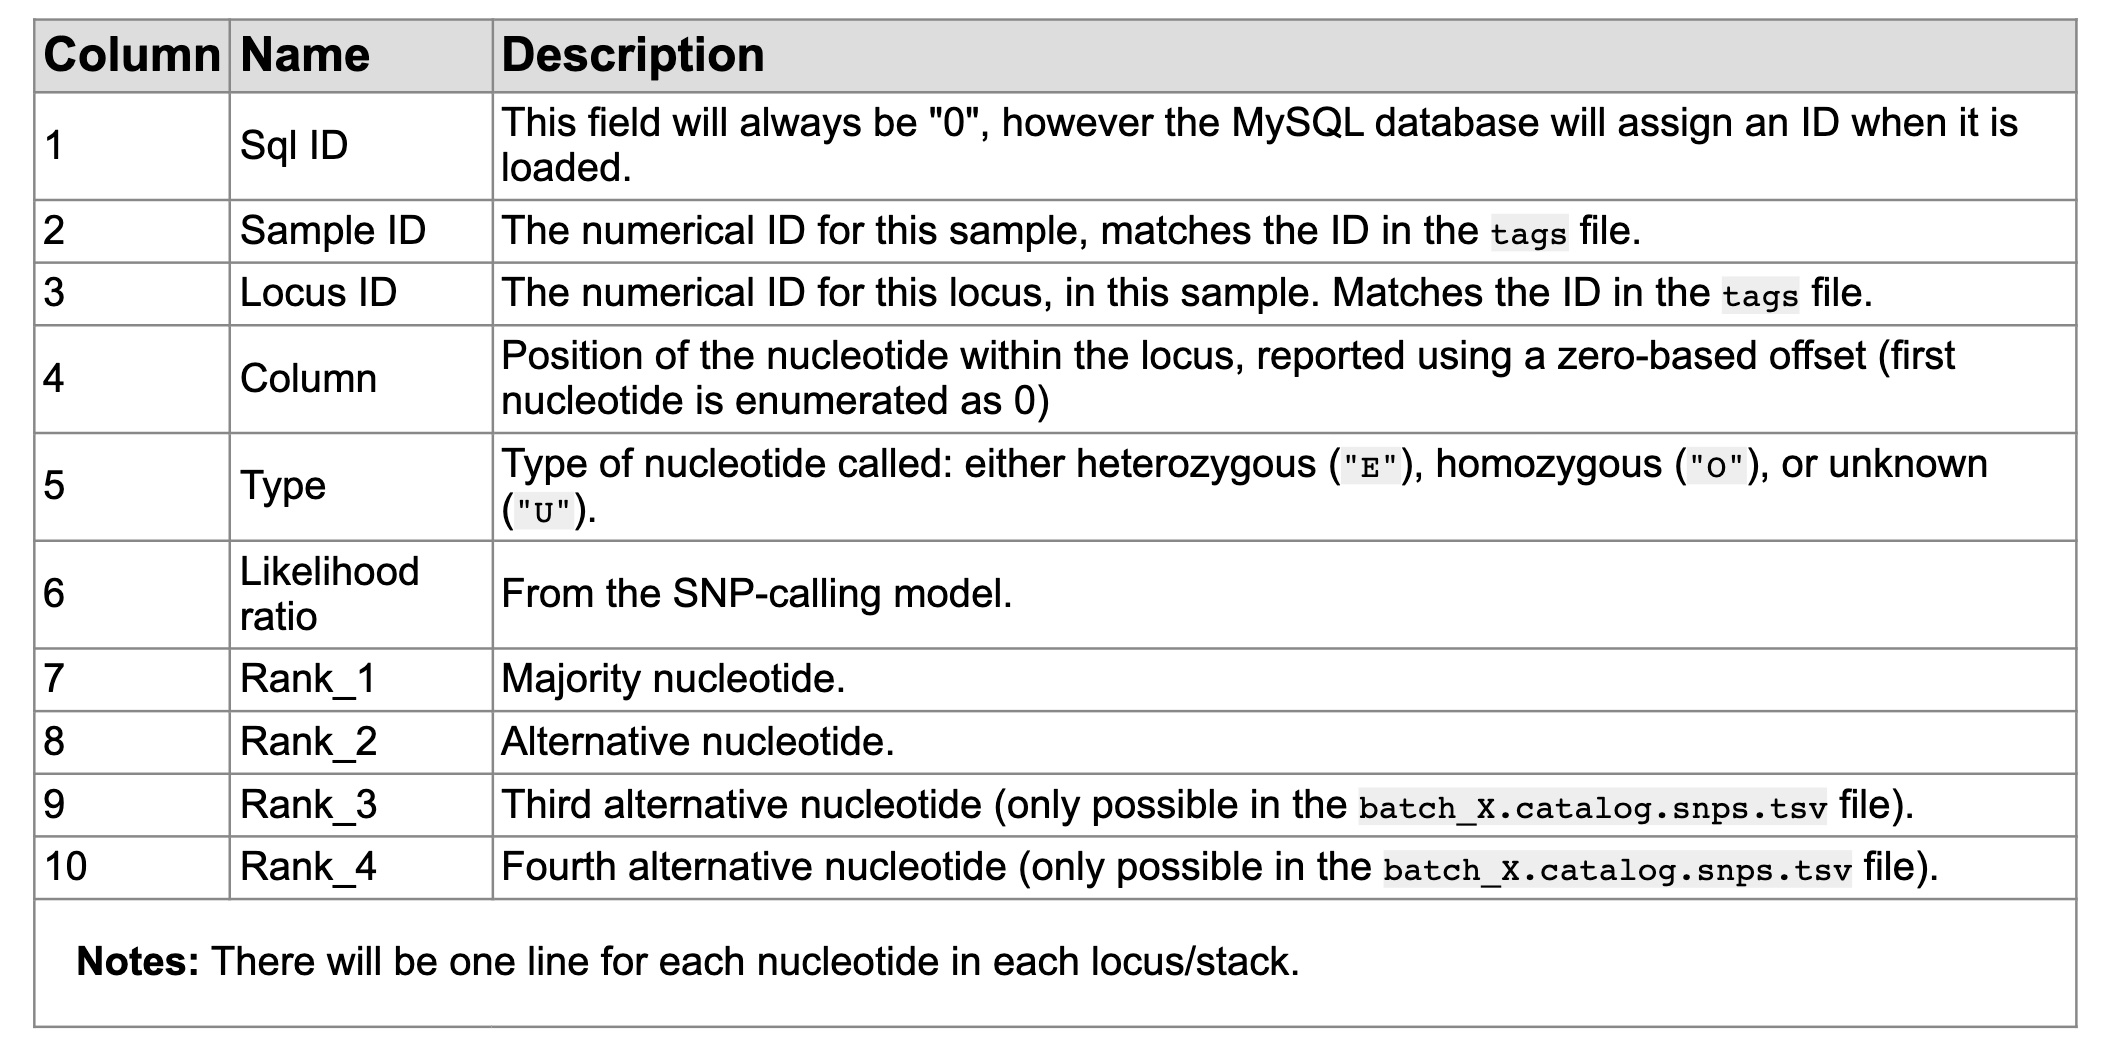 Column Name Description
1 Sql ID This field will always be "0", however the MySQL database will assign an ID when it is
loaded.
2 Sample ID The numerical ID for this sample, matches the ID in the tags file.
3 Locus ID The numerical ID for this locus, in this sample. Matches the ID in the tags file.
4 Column Position of the nucleotide within the locus, reported using a zero-based offset (first
nucleotide is enumerated as 0)
5 Type Type of nucleotide called: either heterozygous ("E"), homozygous ("O"), or unknown
("U").
6 Likelihood
ratio From the SNP-calling model.
7 Rank_1 Majority nucleotide.
8 Rank_2 Alternative nucleotide.
9 Rank_3 Third alternative nucleotide (only possible in the batch_X.catalog.snps.tsv file).
10 Rank_4 Fourth alternative nucleotide (only possible in the batch_X.catalog.snps.tsv file).
Notes: There will be one line for each nucleotide in each locus/stack.